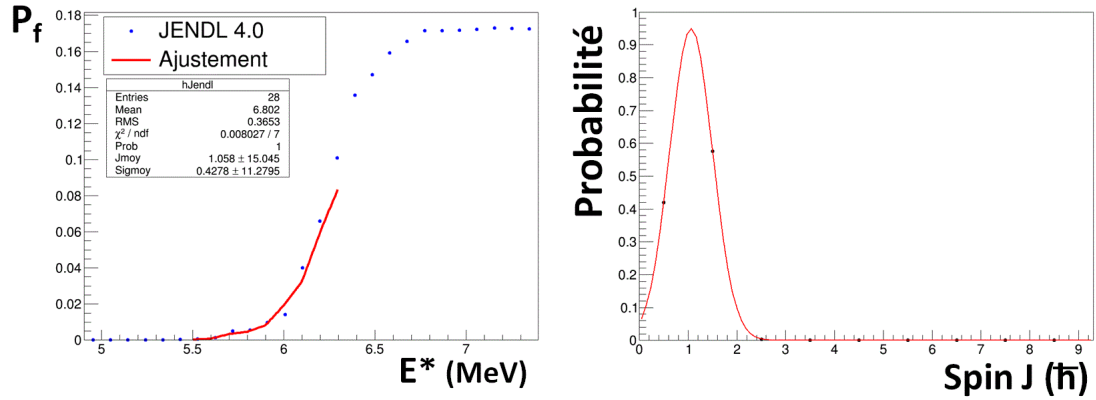 P_f
0.18
0.16
0.14
0.12
0.1
0.08
0.06
0.04
0.02
0
JENDL 4.0
Ajustement
hJendl
Entries 28
Mean 6.802
RMS 0.3653
χ² / ndf 0.008027 / 7
Prob 1
Jmoy 1.058 ± 15.045
Sigmoy 0.4278 ± 11.2795
5 5.5 6 6.5 7
E* (MeV)
Probabilité
1
0.9
0.8
0.7
0.6
0.5
0.4
0.3
0.2
0.1
0
0 1 2 3 4 5 6 7 8 9
Spin J (ħ)